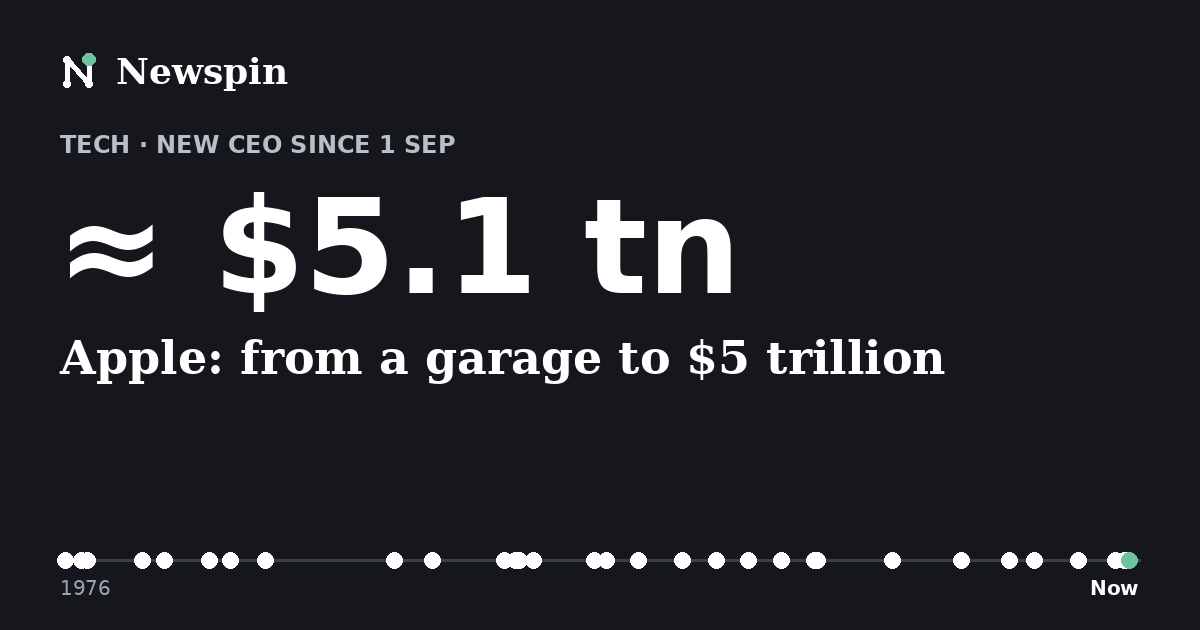 Newspin
TECH · NEW CEO SINCE 1 SEP
≈ $5.1 tn
Apple: from a garage to $5 trillion
1976
Now